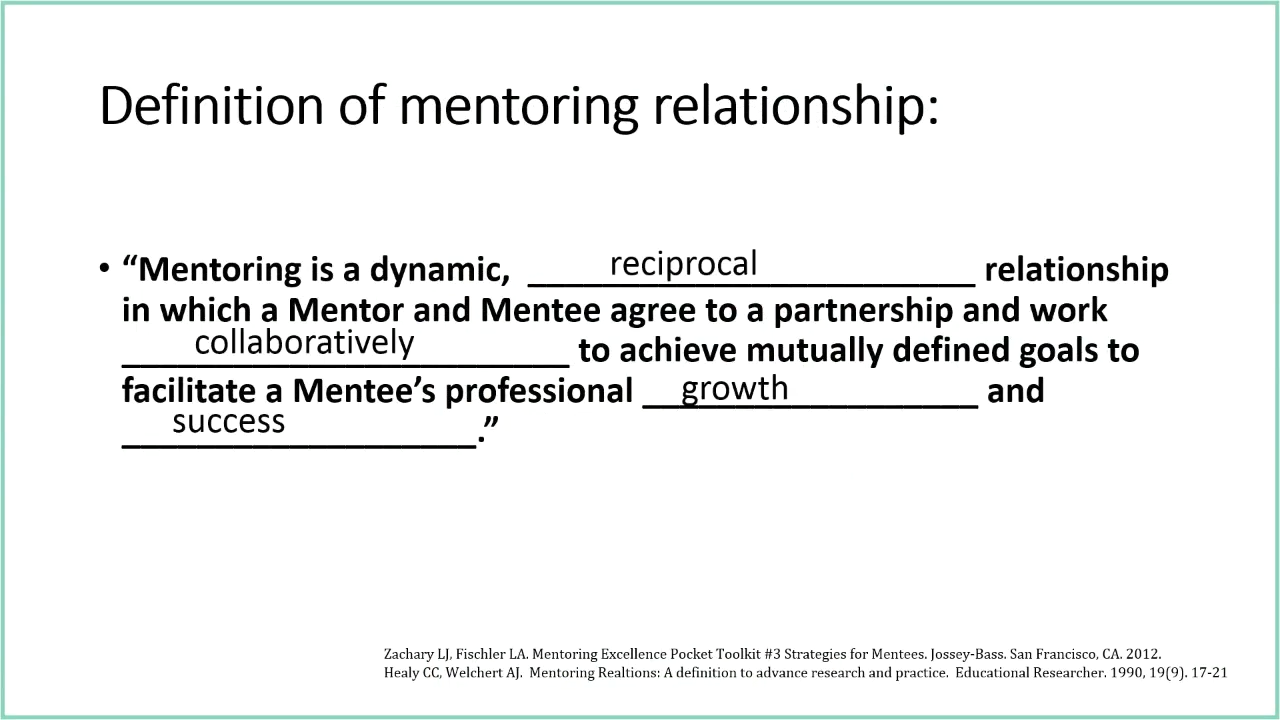 Definition of mentoring relationship:
• “Mentoring is a dynamic, reciprocal relationship
in which a Mentor and Mentee agree to a partnership and work
collaboratively to achieve mutually defined goals to
facilitate a Mentee’s professional growth and
success.”
Zachary LJ, Fischler LA. Mentoring Excellence Pocket Toolkit #3 Strategies for Mentees. Jossey-Bass. San Francisco, CA. 2012.
Healy CC, Welchert AJ. Mentoring Realtions: A definition to advance research and practice. Educational Researcher. 1990, 19(9). 17-21